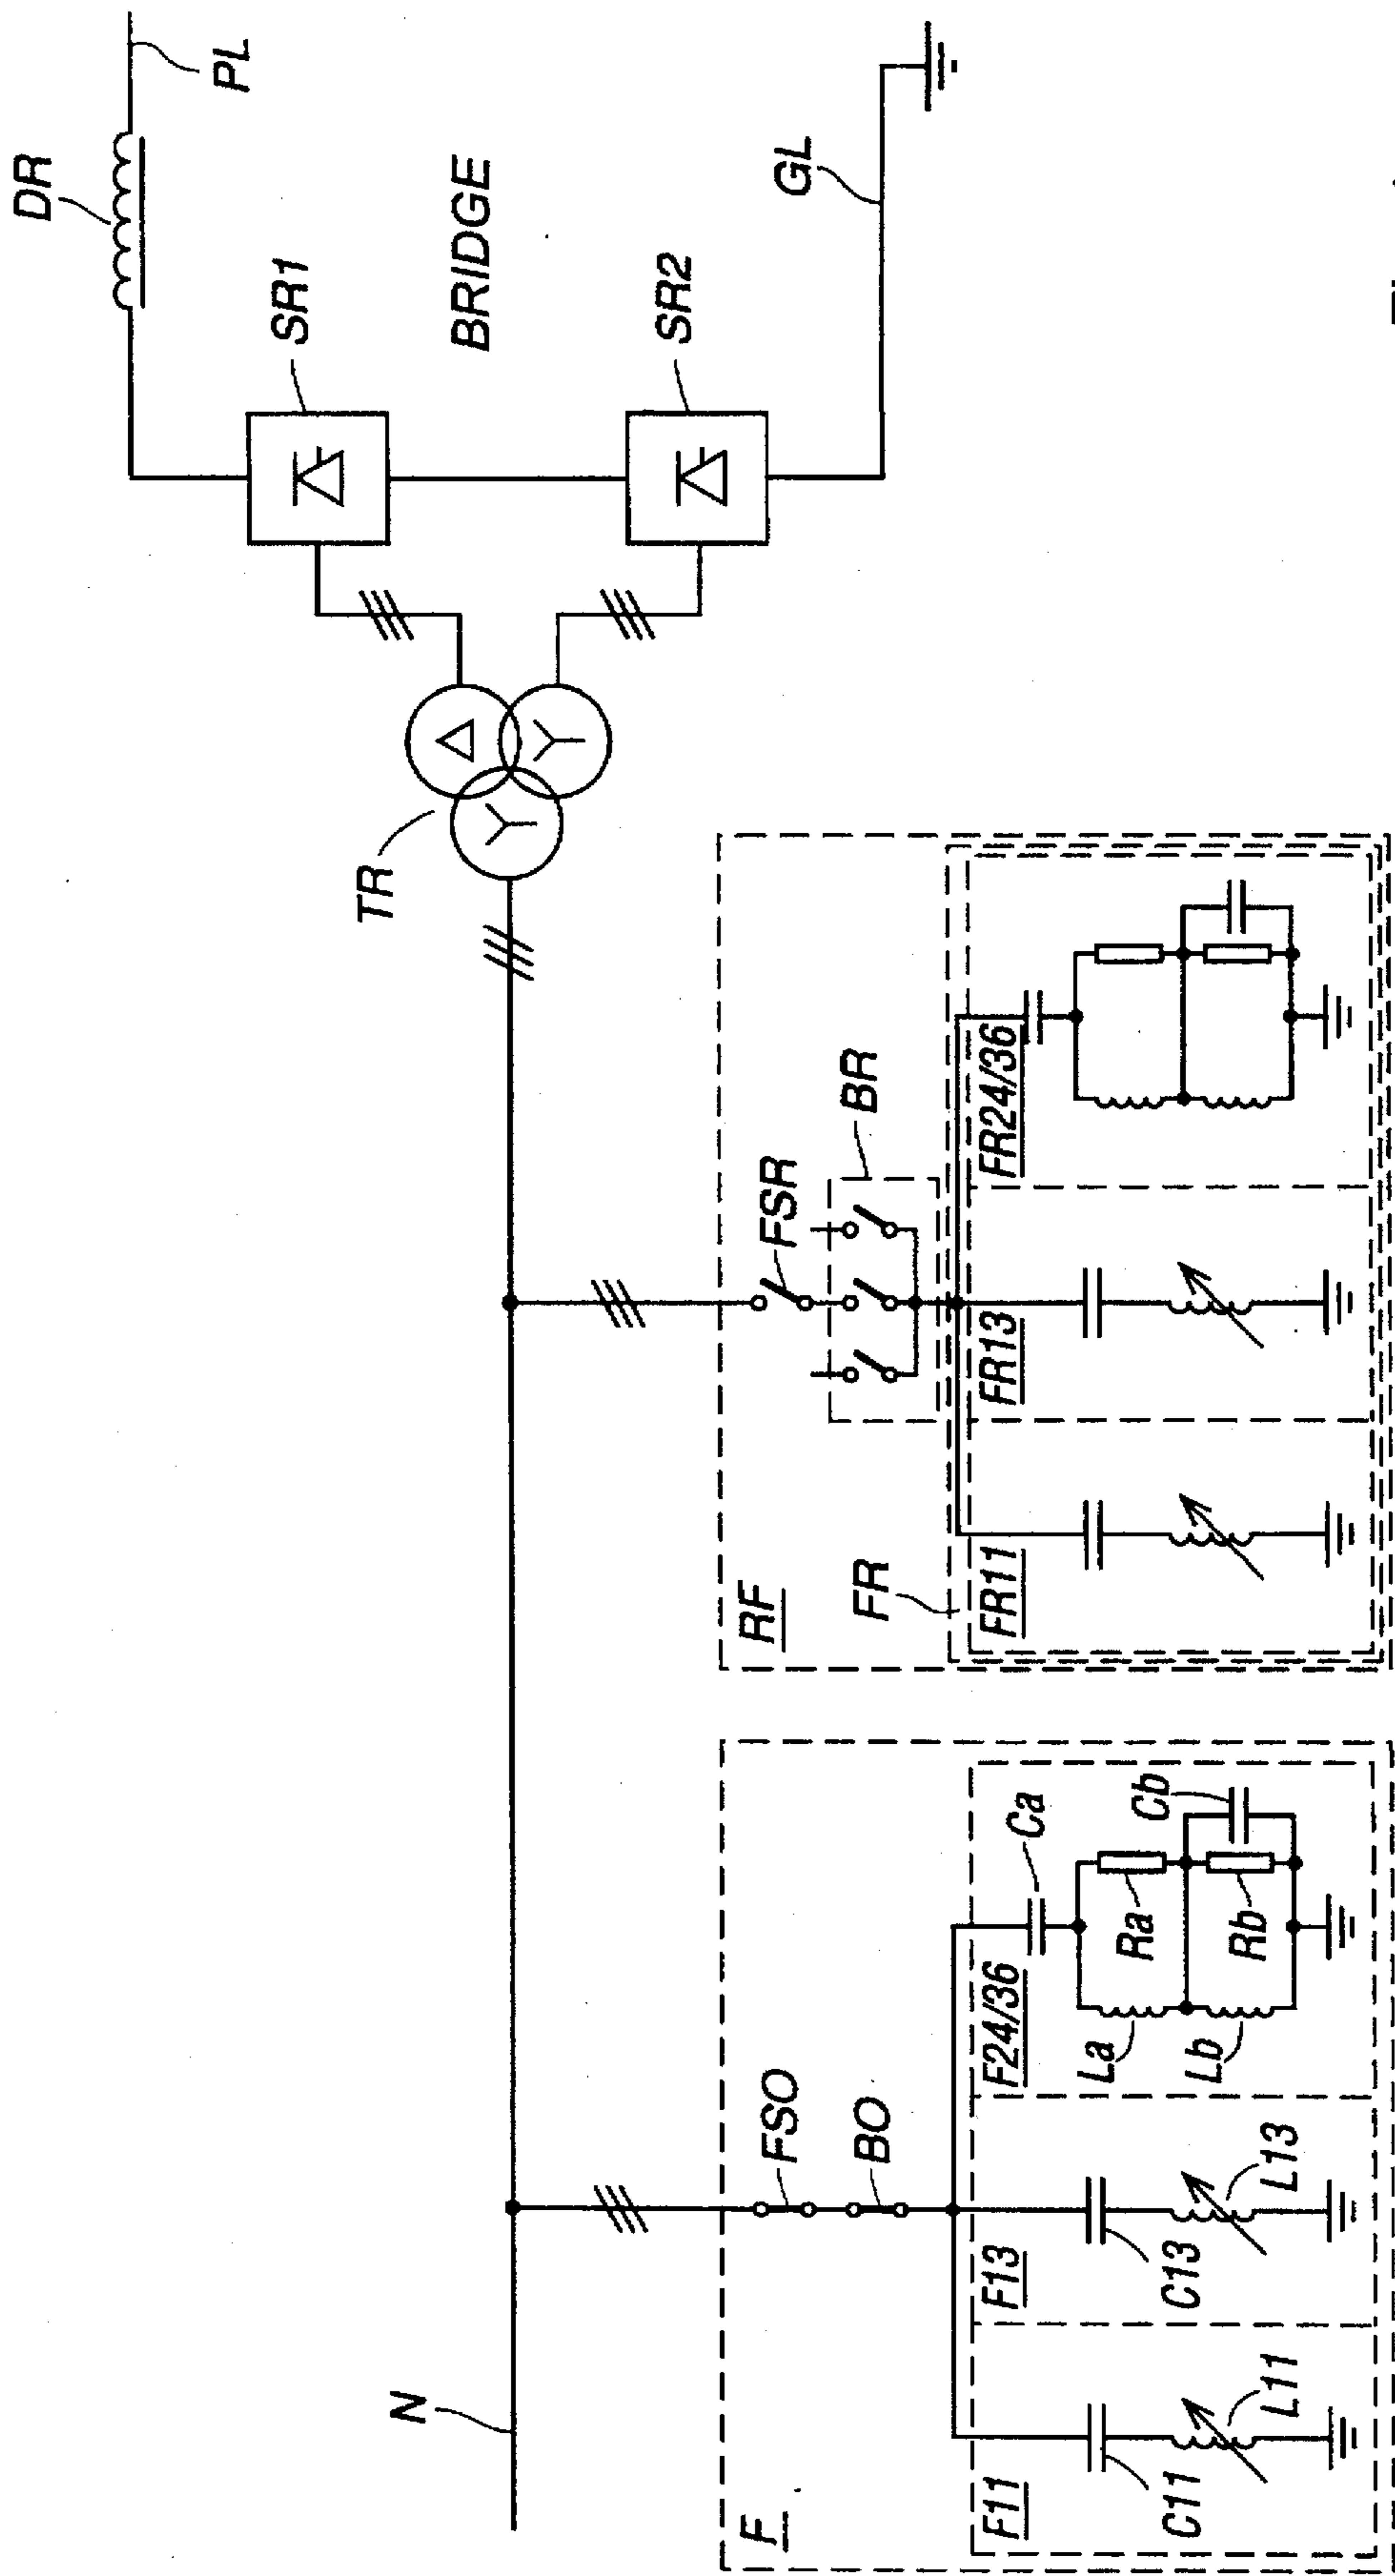 DR
PL
SR1
BRIDGE
SR2
GL
TR
N
RF
FSR
BR
FR
FR11
FR13
FR24/36
F
FSO
BO
F11
F13
F24/36
C11
L11
C13
L13
Ca
La
Ra
Lb
Rb
Cb